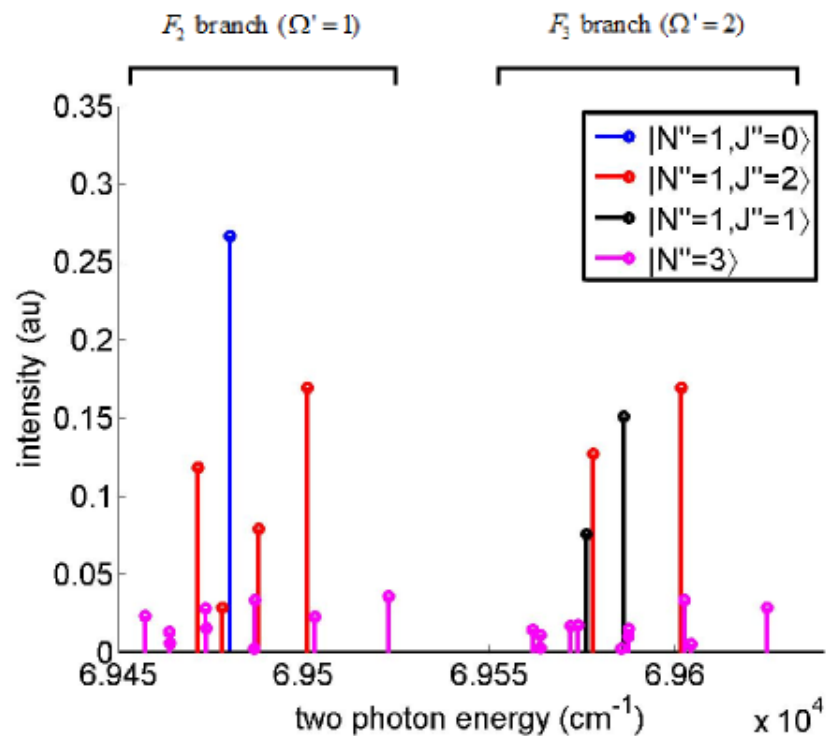 F₂ branch (Ω' = 1)
F₃ branch (Ω' = 2)
0.35
0.3
0.25
0.2
0.15
0.1
0.05
0
intensity (au)
|N"=1,J"=0⟩
|N"=1,J"=2⟩
|N"=1,J"=1⟩
|N"=3⟩
6.945
6.95
6.955
6.96
two photon energy (cm⁻¹)
x 10⁴